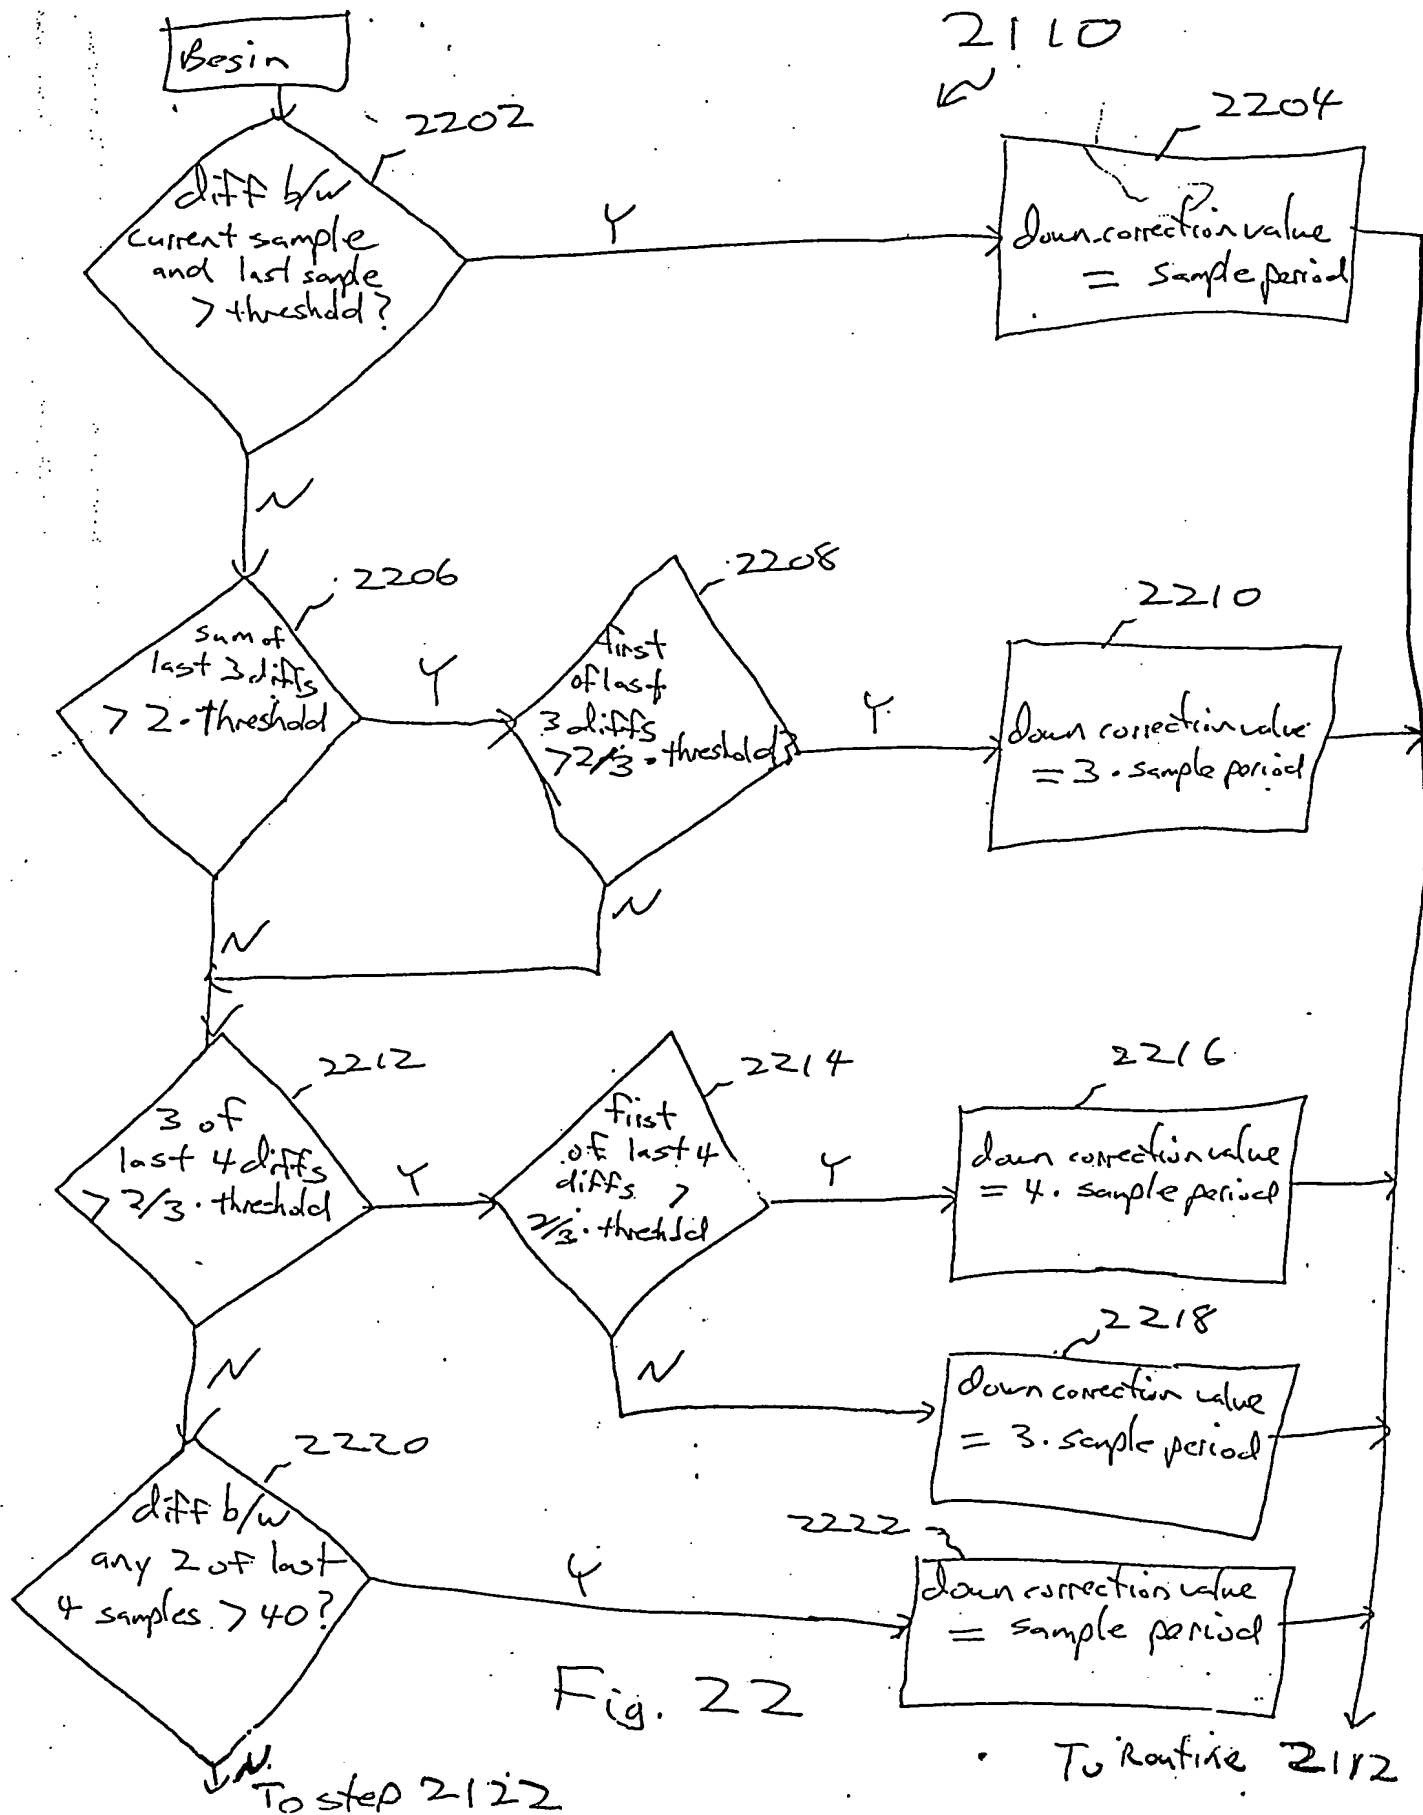 Begin
2110
2202
2204
diff b/w
current sample
and last sample
> threshold?
Y
down correction value
= sample period
N
2206
2208
2210
sum of
last 3 diffs
> 2 · threshold
Y
first
of last
3 diffs
> 2/3 · threshold?
Y
down correction value
= 3 · sample period
N
N
2212
2214
2216
3 of
last 4 diffs
> 2/3 · threshold
Y
first
of last 4
diffs >
2/3 · threshold
Y
down correction value
= 4 · sample period
N
N
2218
down correction value
= 3 · sample period
2220
2222
diff b/w
any 2 of last
4 samples > 40?
Y
down correction value
= sample period
Fig. 22
N
To step 2122
To Routine 2112